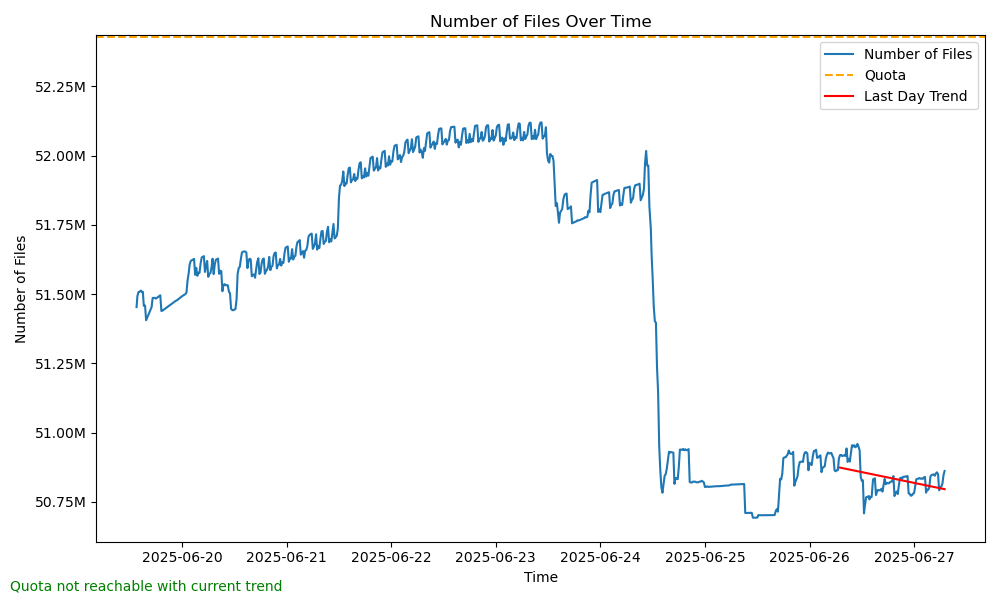 Number of Files Over Time
Number of Files
Quota
Last Day Trend
52.25M
52.00M
51.75M
51.50M
51.25M
51.00M
50.75M
Number of Files
2025-06-20
2025-06-21
2025-06-22
2025-06-23
2025-06-24
2025-06-25
2025-06-26
2025-06-27
Time
Quota not reachable with current trend